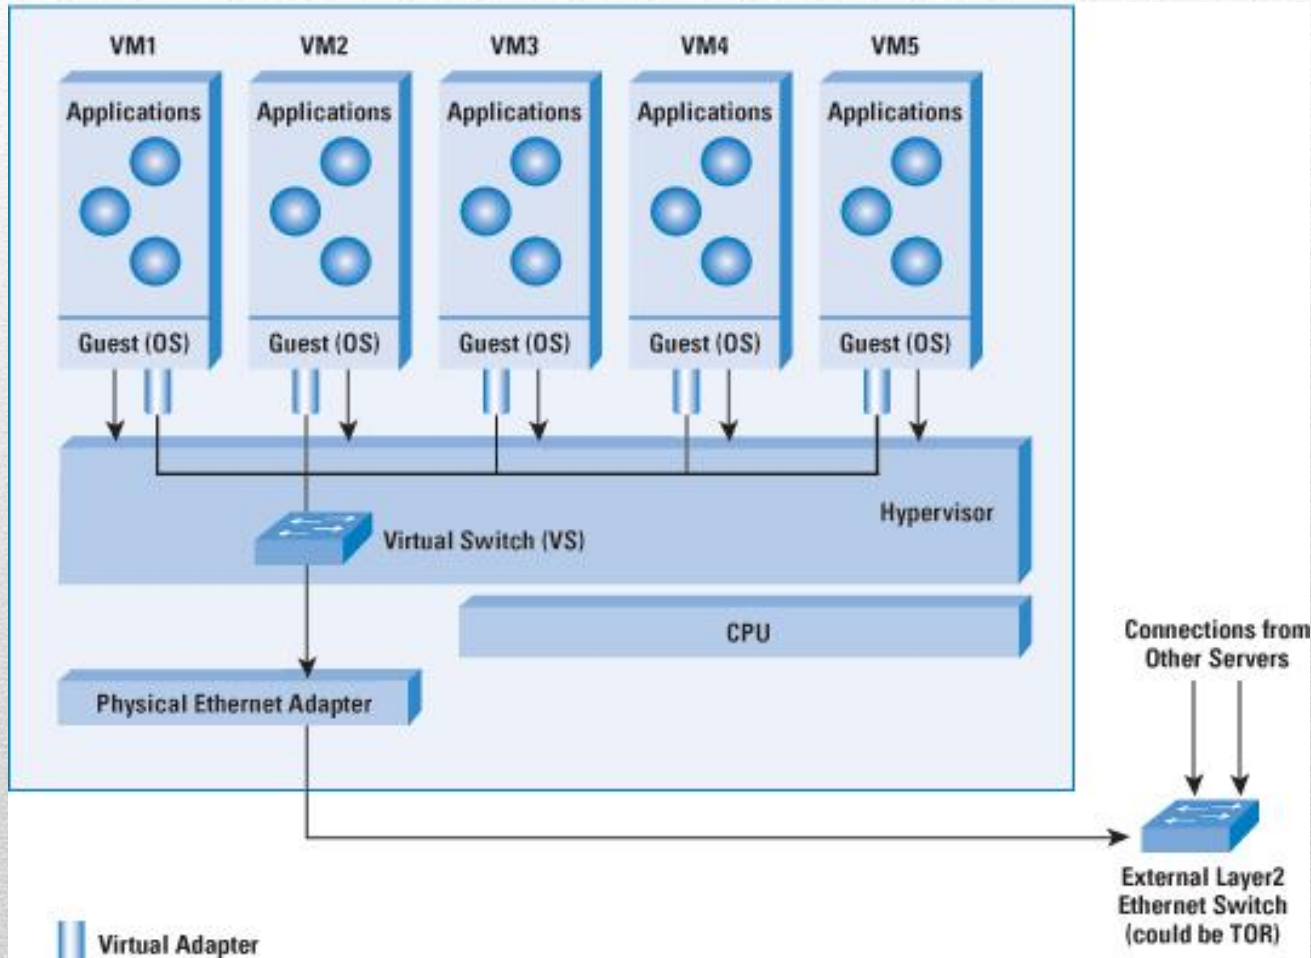 VM1
VM2
VM3
VM4
VM5
Applications
Applications
Applications
Applications
Applications
Guest (OS)
Guest (OS)
Guest (OS)
Guest (OS)
Guest (OS)
Hypervisor
Virtual Switch (VS)
CPU
Physical Ethernet Adapter
Connections from
Other Servers
External Layer2
Ethernet Switch
(could be TOR)
Virtual Adapter